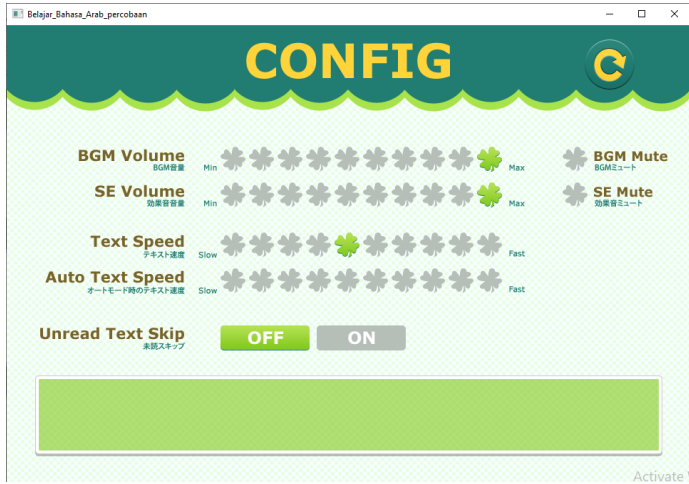 Belajar_Bahasa_Arab_percobaan
CONFIG
BGM Volume
BGM音量
Min
Max
BGM Mute
BGMミュート
SE Volume
効果音音量
Min
Max
SE Mute
効果音ミュート
Text Speed
テキスト速度
Slow
Fast
Auto Text Speed
オートモード時のテキスト速度
Slow
Fast
Unread Text Skip
未読スキップ
OFF
ON
Activate